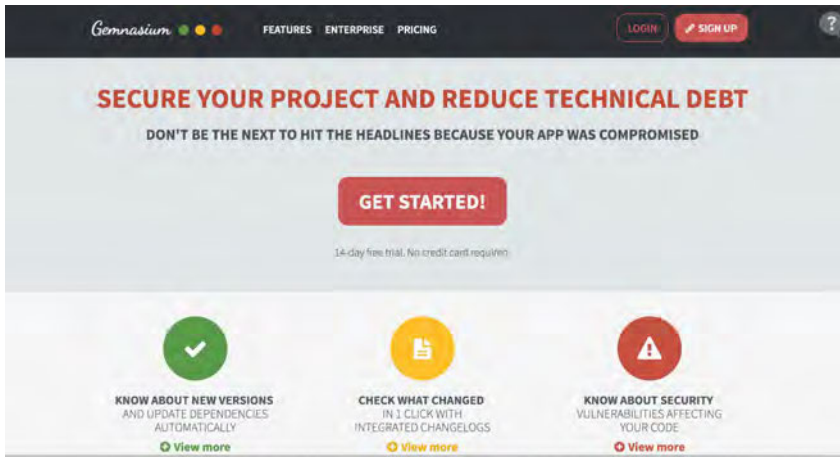 Gemnasium
FEATURES ENTERPRISE PRICING
LOGIN
SIGN UP
?
SECURE YOUR PROJECT AND REDUCE TECHNICAL DEBT
DON'T BE THE NEXT TO HIT THE HEADLINES BECAUSE YOUR APP WAS COMPROMISED
GET STARTED!
14-day free trial. No credit card required
KNOW ABOUT NEW VERSIONS
AND UPDATE DEPENDENCIES
AUTOMATICALLY
View more
CHECK WHAT CHANGED
IN 1 CLICK WITH
INTEGRATED CHANGELOGS
View more
KNOW ABOUT SECURITY
VULNERABILITIES AFFECTING
YOUR CODE
View more